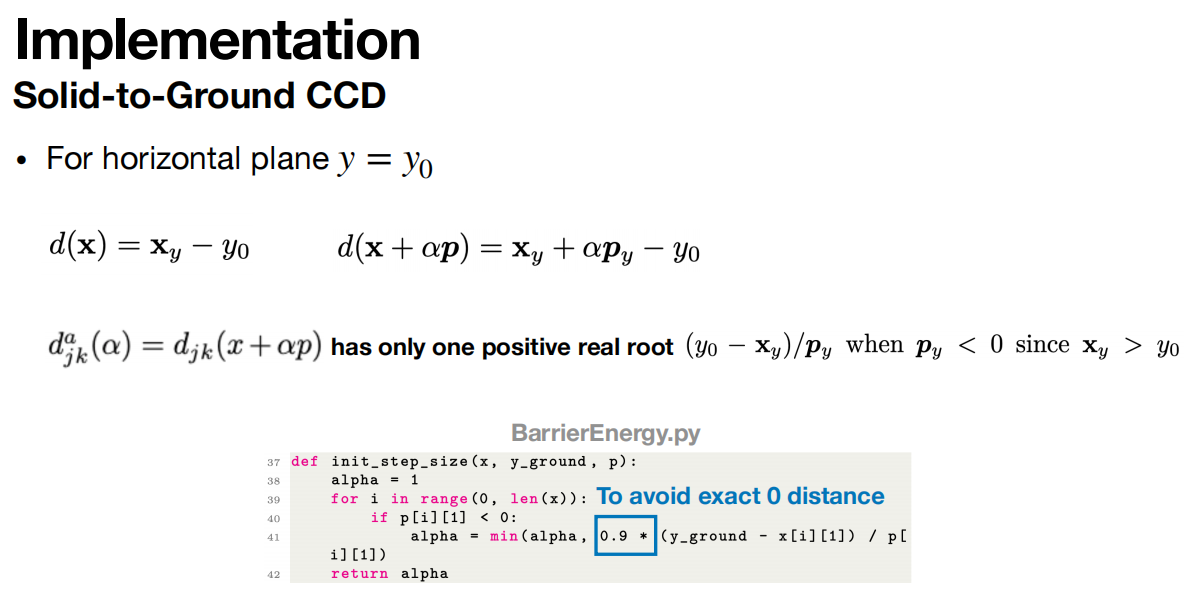 Implementation
Solid-to-Ground CCD
• For horizontal plane $y = y_0$
$d(\mathbf{x}) = \mathbf{x}_y - y_0$ $d(\mathbf{x} + \alpha \boldsymbol{p}) = \mathbf{x}_y + \alpha \boldsymbol{p}_y - y_0$
$d^a_{jk}(\alpha) = d_{jk}(x + \alpha p)$ has only one positive real root $(y_0 - \mathbf{x}_y)/\boldsymbol{p}_y$ when $\boldsymbol{p}_y < 0$ since $\mathbf{x}_y > y_0$
BarrierEnergy.py
37 def init_step_size(x, y_ground, p):
38     alpha = 1
39     for i in range(0, len(x)): To avoid exact 0 distance
40         if p[i][1] < 0:
41             alpha = min(alpha, 0.9 * (y_ground - x[i][1]) / p[
    i][1])
42     return alpha